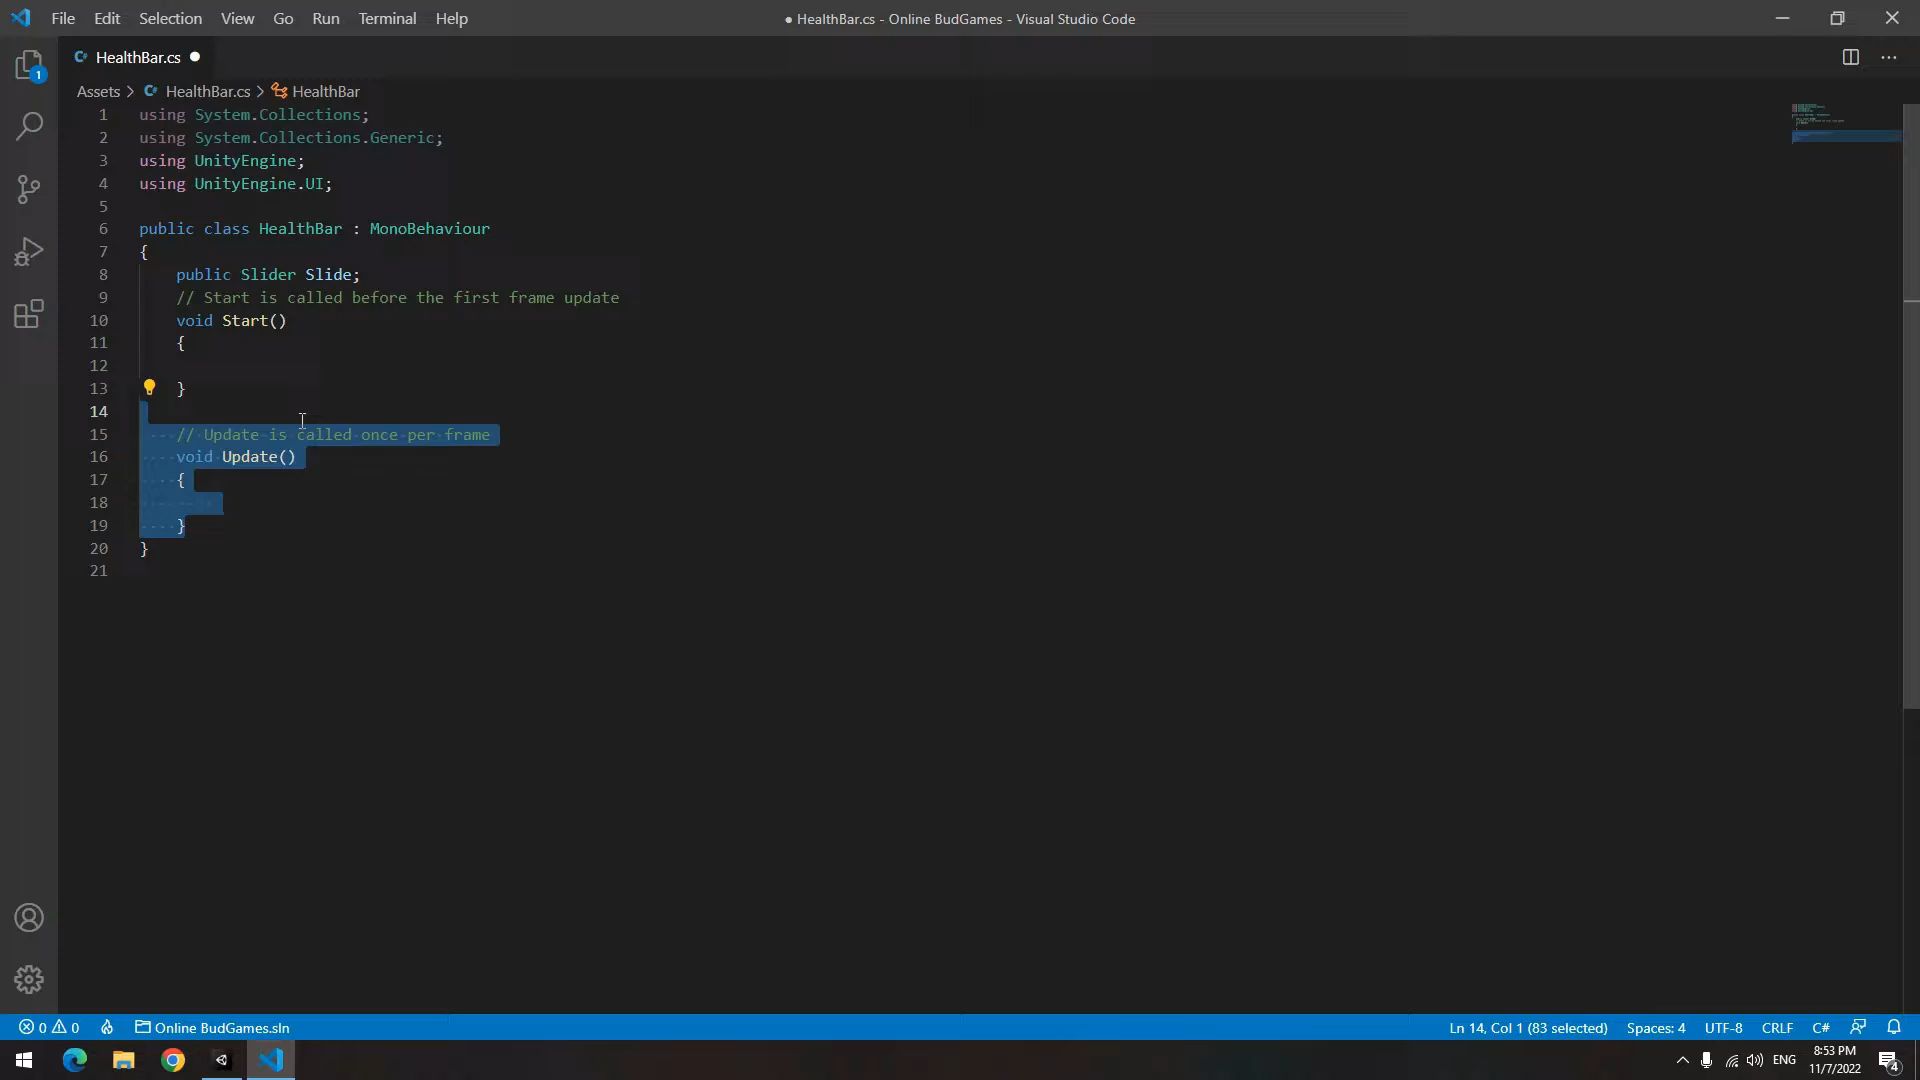 File Edit Selection View Go Run Terminal Help
● HealthBar.cs - Online BudGames - Visual Studio Code
C# HealthBar.cs ●
1
Assets > C# HealthBar.cs > HealthBar
1 using System.Collections;
2 using System.Collections.Generic;
3 using UnityEngine;
4 using UnityEngine.UI;
5
6 public class HealthBar : MonoBehaviour
7 {
8 public Slider Slide;
9 // Start is called before the first frame update
10 void Start()
11 {
12
13 }
14
15 // Update is called once per frame
16 void Update()
17 {
18
19 }
20 }
21
0 0 Online BudGames.sln Ln 14, Col 1 (83 selected) Spaces: 4 UTF-8 CRLF C#
ENG 8:53 PM
11/7/2022
4